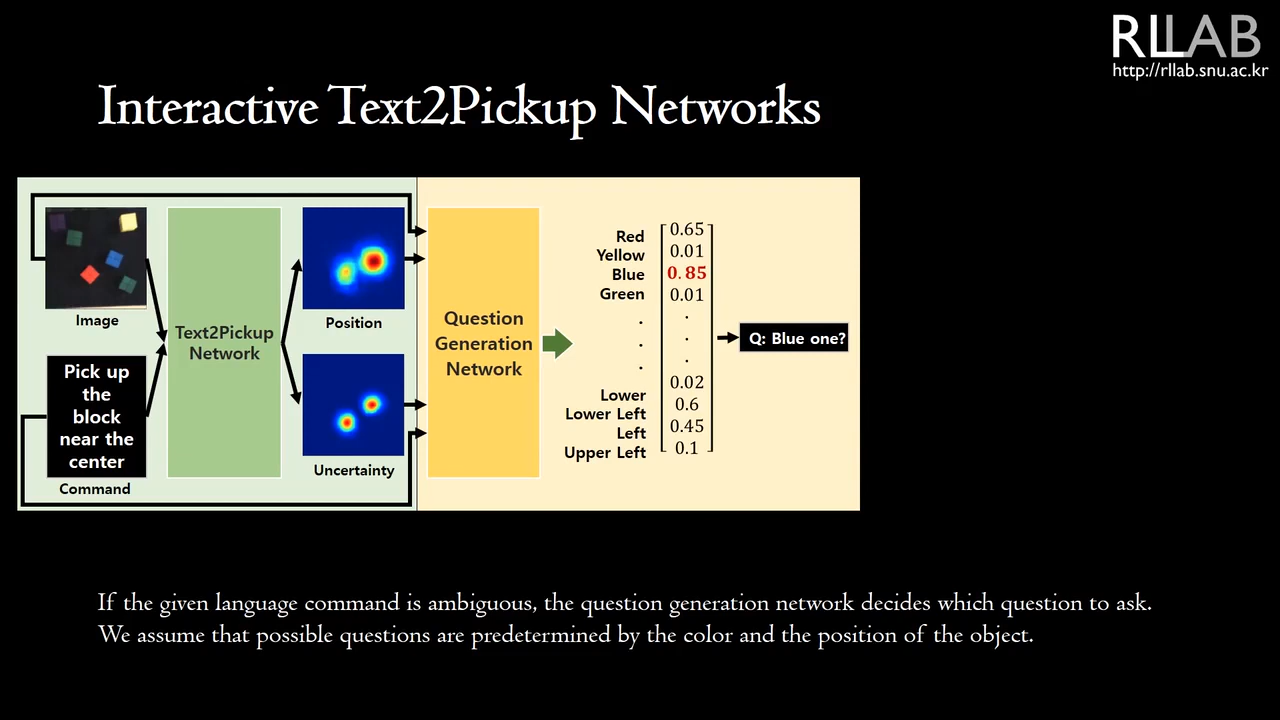 RLLAB
http://rllab.snu.ac.kr
Interactive Text2Pickup Networks
Image
Pick up
the
block
near the
center
Command
Text2Pickup
Network
Position
Uncertainty
Question
Generation
Network
Red
Yellow
Blue
Green
.
.
.
Lower
Lower Left
Left
Upper Left
0.65
0.01
0.85
0.01
.
.
.
0.02
0.6
0.45
0.1
Q: Blue one?
If the given language command is ambiguous, the question generation network decides which question to ask.
We assume that possible questions are predetermined by the color and the position of the object.